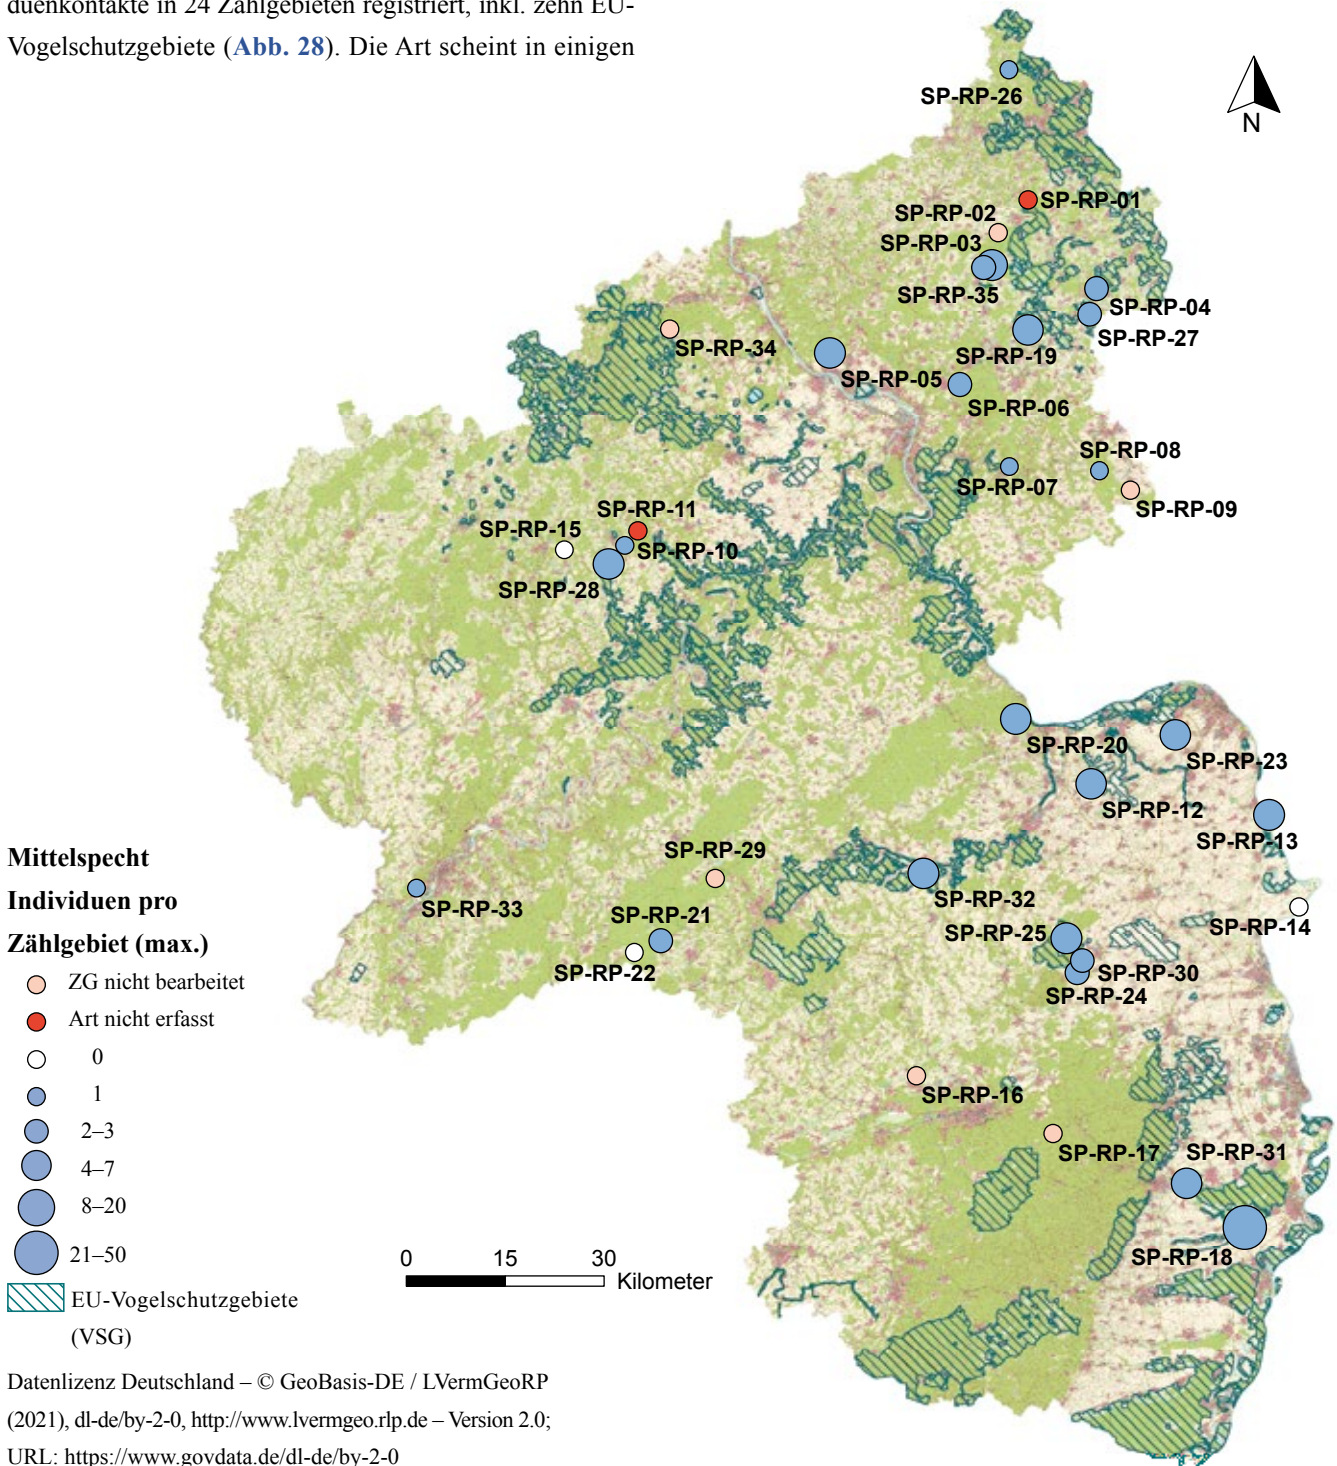 duenkontakte in 24 Zählgebieten registriert, inkl. zehn EU-
Vogelschutzgebiete (Abb. 28). Die Art scheint in einigen
N
SP-RP-26
SP-RP-01
SP-RP-02
SP-RP-03
SP-RP-35
SP-RP-04
SP-RP-27
SP-RP-34
SP-RP-19
SP-RP-05
SP-RP-06
SP-RP-08
SP-RP-07
SP-RP-09
SP-RP-11
SP-RP-15
SP-RP-10
SP-RP-28
SP-RP-20
SP-RP-23
SP-RP-12
SP-RP-13
SP-RP-29
SP-RP-32
SP-RP-33
SP-RP-21
SP-RP-14
SP-RP-25
SP-RP-22
SP-RP-30
SP-RP-24
SP-RP-16
SP-RP-17
SP-RP-31
SP-RP-18
Mittelspecht
Individuen pro
Zählgebiet (max.)
ZG nicht bearbeitet
Art nicht erfasst
0
1
2–3
4–7
8–20
21–50
EU-Vogelschutzgebiete
(VSG)
0 15 30
Kilometer
Datenlizenz Deutschland – © GeoBasis-DE / LVermGeoRP
(2021), dl-de/by-2-0, http://www.lvermgeo.rlp.de – Version 2.0;
URL: https://www.govdata.de/dl-de/by-2-0